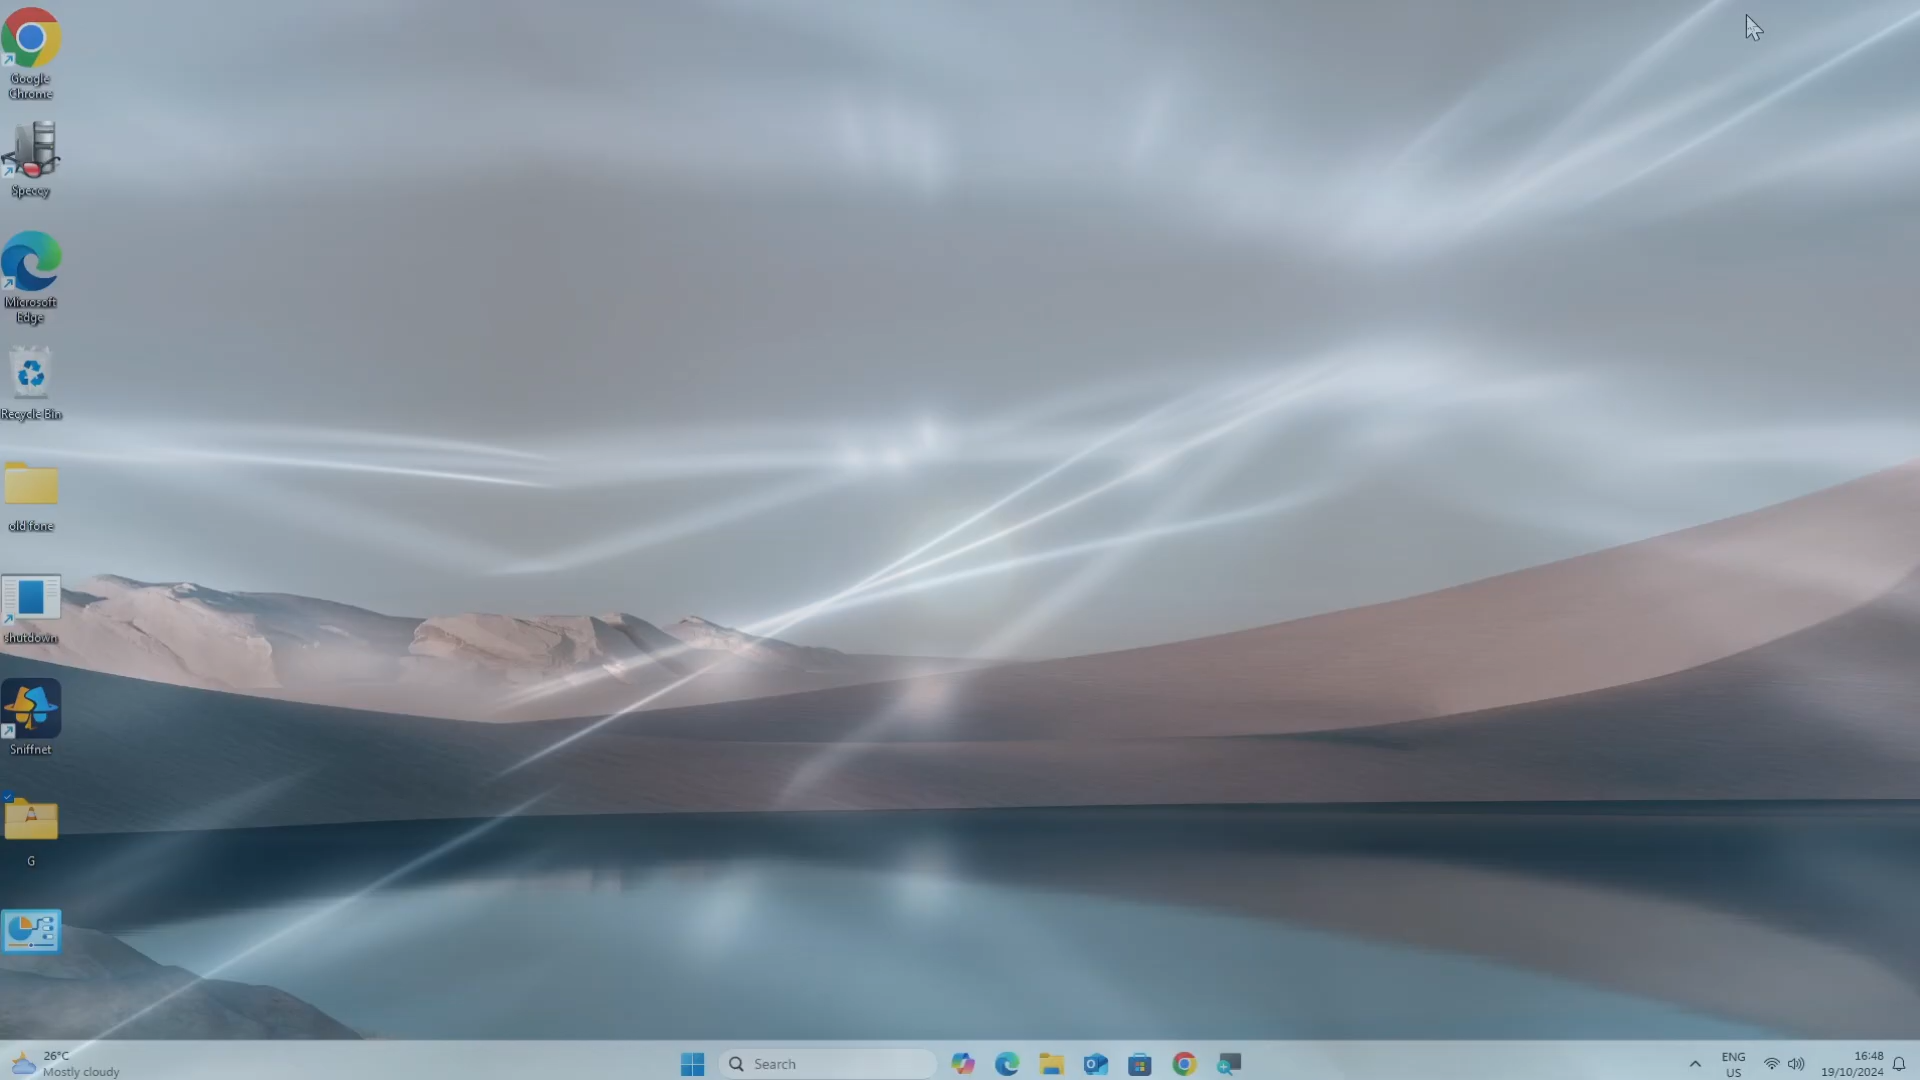 Google
Chrome
Speccy
Microsoft
Edge
Recycle Bin
old fone
shutdown
Sniffnet
G
26°C
Mostly cloudy
Search
ENG
US
16:48
19/10/2024